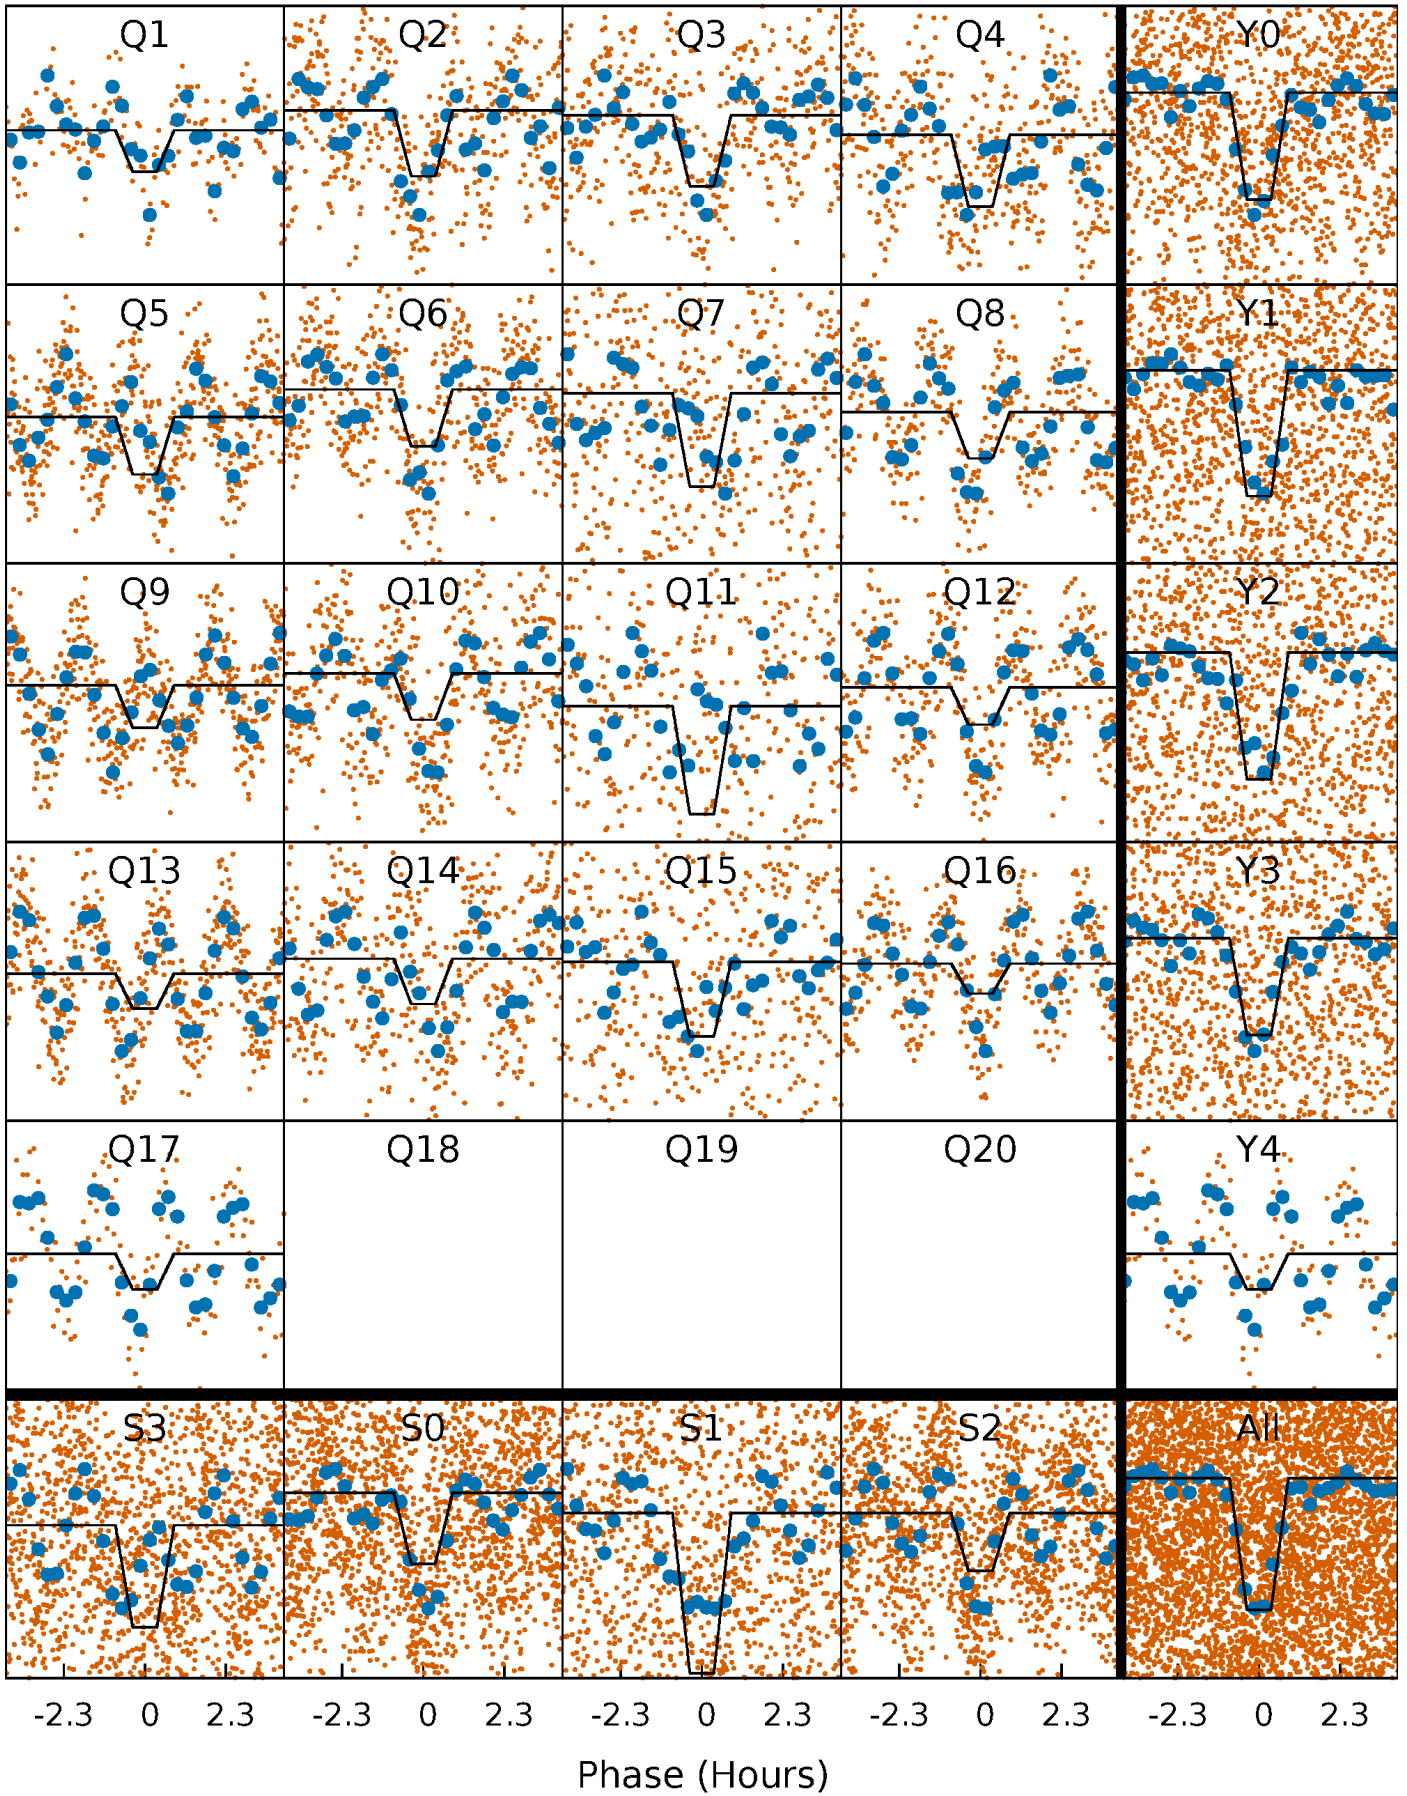 Q1 Q2 Q3 Q4 Y0
Q5 Q6 Q7 Q8 Y1
Q9 Q10 Q11 Q12 Y2
Q13 Q14 Q15 Q16 Y3
Q17 Q18 Q19 Q20 Y4
S3 S0 S1 S2 All
-2.3 0 2.3 -2.3 0 2.3 -2.3 0 2.3 -2.3 0 2.3 -2.3 0 2.3
Phase (Hours)